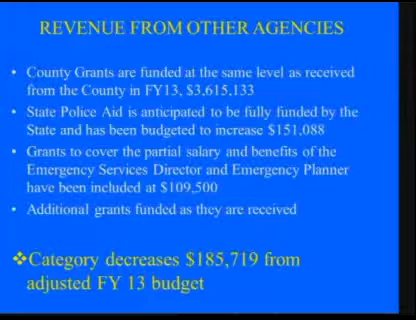 REVENUE FROM OTHER AGENCIES
• County Grants are funded at the same level as received
from the County in FY13, $3,615,133
• State Police Aid is anticipated to be fully funded by the
State and has been budgeted to increase $151,088
• Grants to cover the partial salary and benefits of the
Emergency Services Director and Emergency Planner
have been included at $109,500
• Additional grants funded as they are received
❖Category decreases $185,719 from
adjusted FY 13 budget